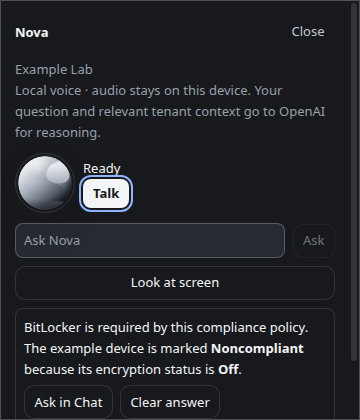 Nova
Close
Example Lab
Local voice · audio stays on this device. Your
question and relevant tenant context go to OpenAI
for reasoning.
Ready
Talk
Ask Nova
Ask
Look at screen
BitLocker is required by this compliance policy.
The example device is marked Noncompliant
because its encryption status is Off.
Ask in Chat
Clear answer